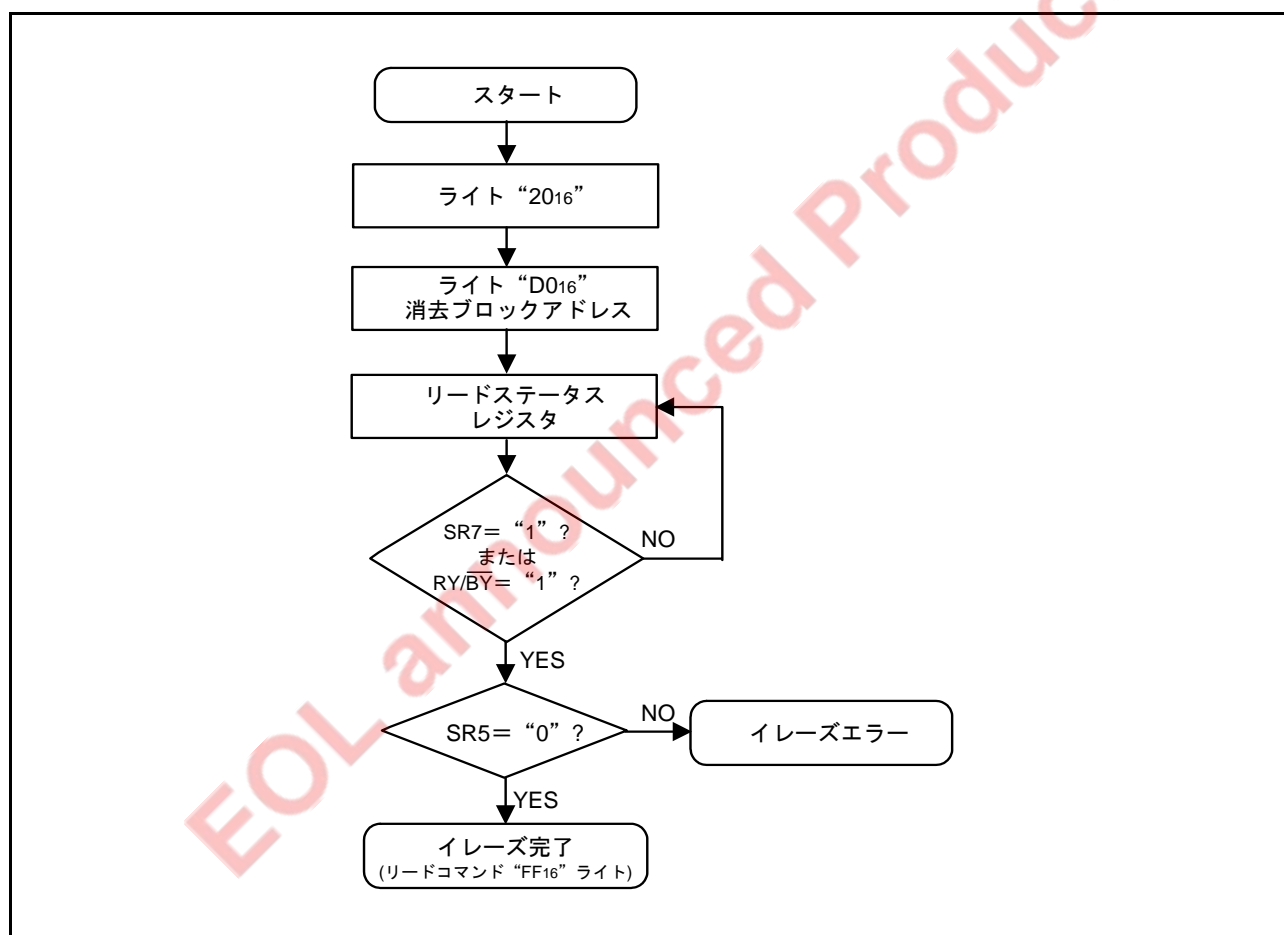 スタート
ライト“2016”
ライト“D016”
消去ブロックアドレス
リードステータス
レジスタ
SR7＝“1”?
または
RY/BY＝“1”?
NO
YES
SR5＝“0”?
NO
イレーズエラー
YES
イレーズ完了
(リードコマンド“FF16”ライト)
EOL announced Produc